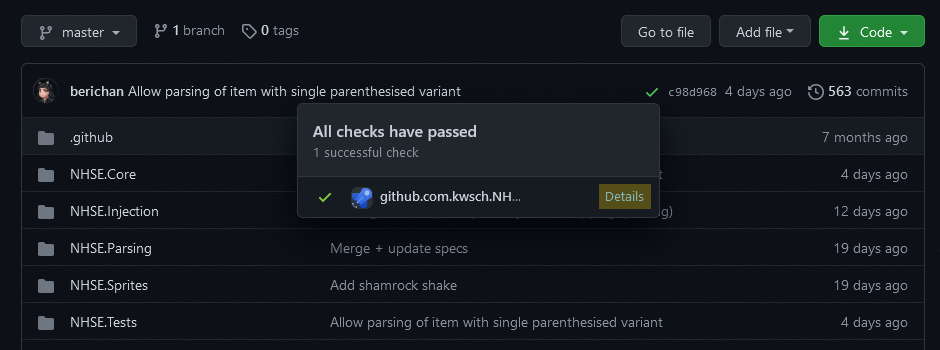 master 1 branch 0 tags Go to file Add file Code
berichan Allow parsing of item with single parenthesised variant c98d968 4 days ago 563 commits
All checks have passed
1 successful check
github.com.kwsch.NH... Details
.github 7 months ago
NHSE.Core 4 days ago
NHSE.Injection 12 days ago
NHSE.Parsing Merge + update specs 19 days ago
NHSE.Sprites Add shamrock shake 19 days ago
NHSE.Tests Allow parsing of item with single parenthesised variant 4 days ago